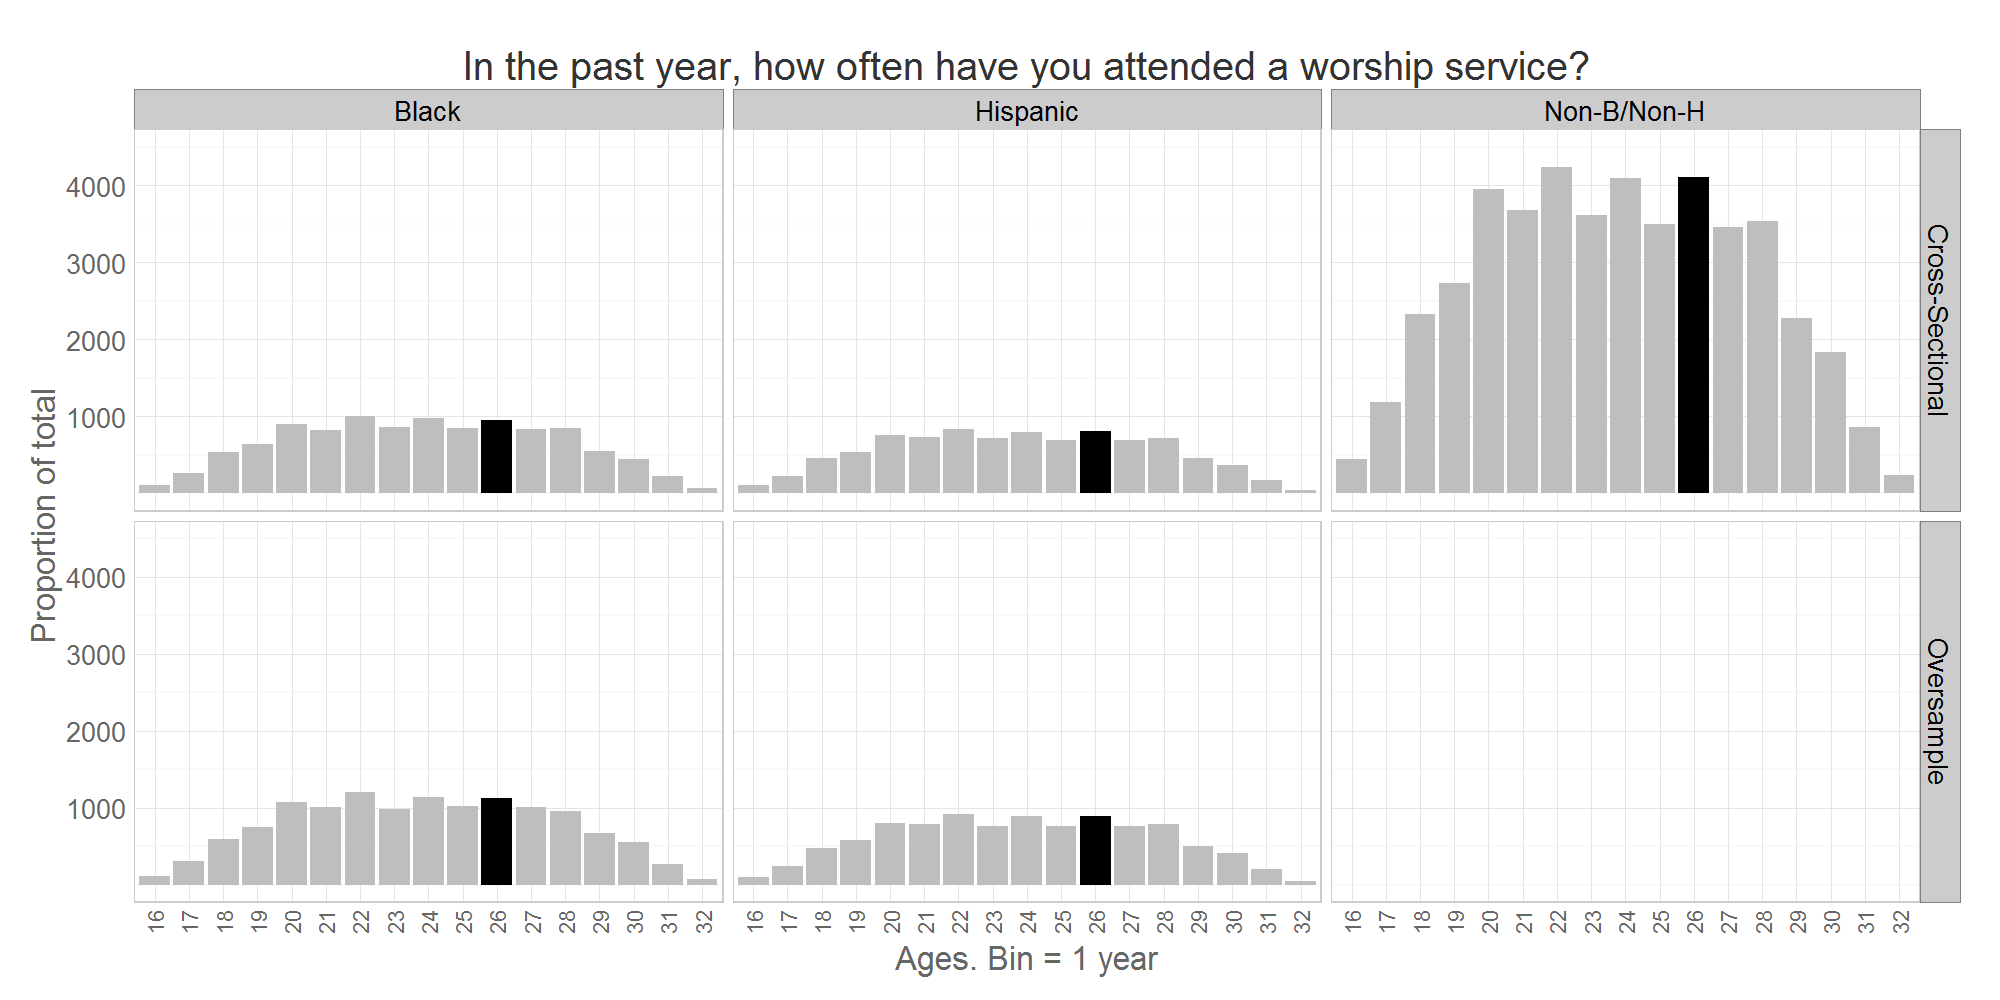 In the past year, how often have you attended a worship service?
Black Hispanic Non-B/Non-H
Cross-Sectional
4000
3000
2000
1000
Oversample
4000
3000
2000
1000
Proportion of total
16 17 18 19 20 21 22 23 24 25 26 27 28 29 30 31 32
16 17 18 19 20 21 22 23 24 25 26 27 28 29 30 31 32
16 17 18 19 20 21 22 23 24 25 26 27 28 29 30 31 32
Ages. Bin = 1 year